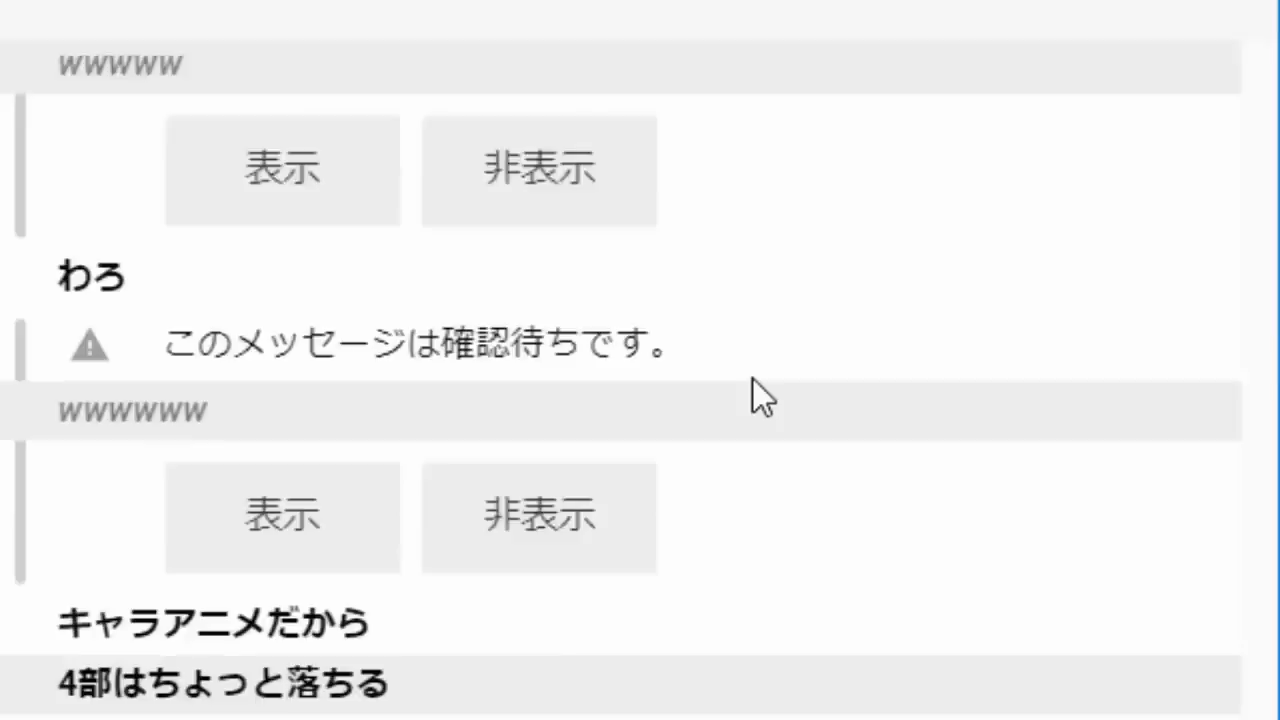 wwwww
表示 非表示
わろ
このメッセージは確認待ちです。
wwwwww
表示 非表示
キャラアニメだから
4部はちょっと落ちる